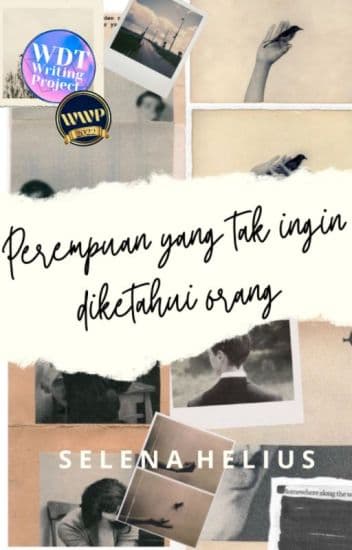 WDT
Writing
Project
WWP
Perempuan yang tak ingin
diketahui orang
SELENA HELIUS
somewhere along the